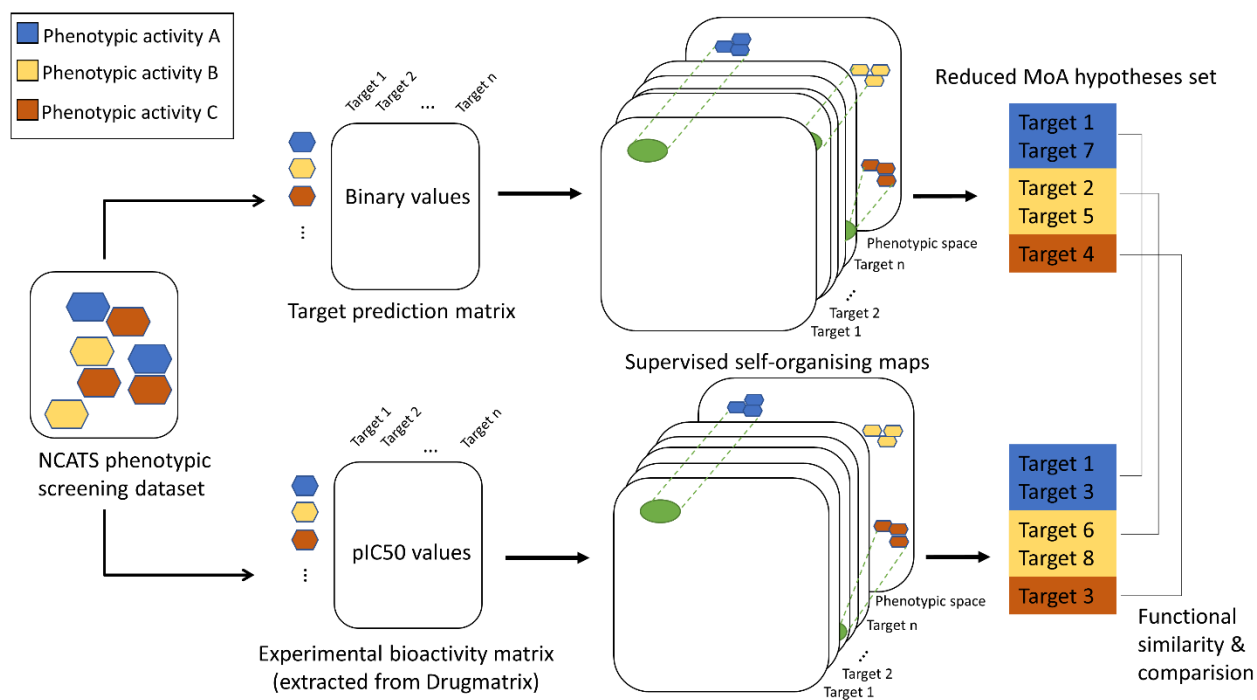 Phenotypic activity A
Phenotypic activity B
Phenotypic activity C
NCATS phenotypic
screening dataset
Target 1
Target 2
...
Target n
...
Binary values
Target prediction matrix
Phenotypic space
Target n
...
Target 2
Target 1
Supervised self-organising maps
Reduced MoA hypotheses set
Target 1
Target 7
Target 2
Target 5
Target 4
Target 1
Target 2
...
Target n
...
pIC50 values
Experimental bioactivity matrix
(extracted from Drugmatrix)
Phenotypic space
Target n
...
Target 2
Target 1
Target 1
Target 3
Target 6
Target 8
Target 3
Functional
similarity &
comparision